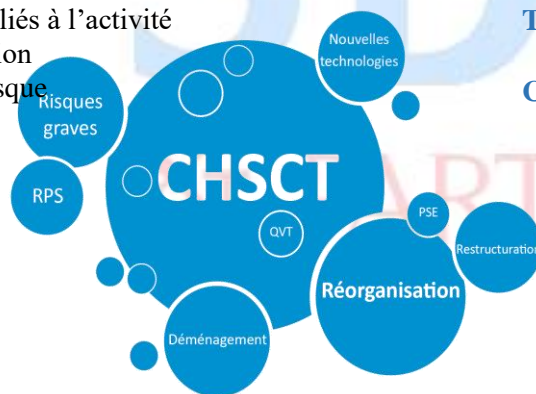 liés à l’activité
Nouvelles
technologies
Risques
graves
CHSCT
RPS
QVT
PSE
Restructuration
Réorganisation
Déménagement